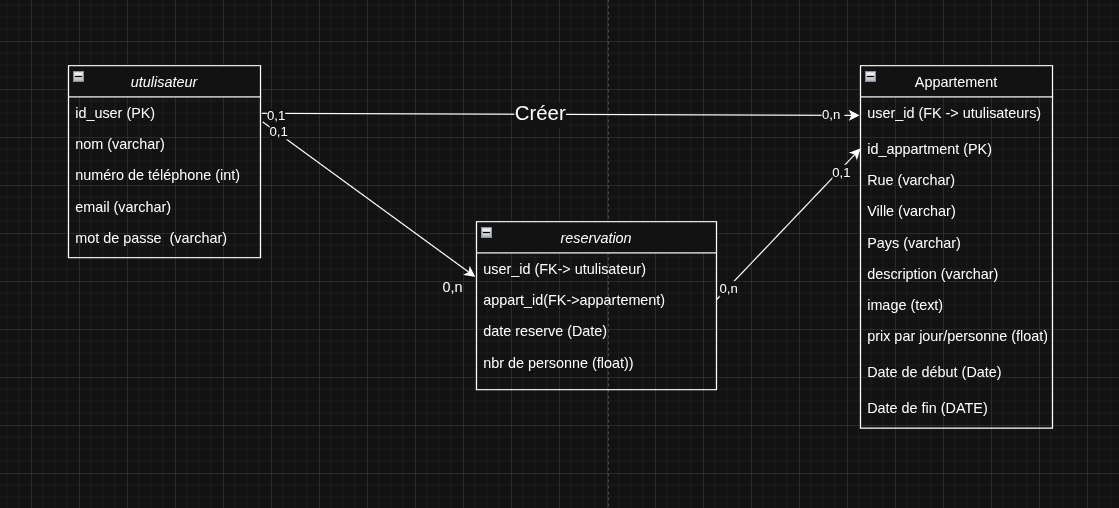 utulisateur
id_user (PK)
nom (varchar)
numéro de téléphone (int)
email (varchar)
mot de passe  (varchar)
0,1
0,1
Créer
0,n
0,n
reservation
user_id (FK-> utulisateur)
appart_id(FK->appartement)
date reserve (Date)
nbr de personne (float))
0,n
0,1
Appartement
user_id (FK -> utulisateurs)
id_appartment (PK)
Rue (varchar)
Ville (varchar)
Pays (varchar)
description (varchar)
image (text)
prix par jour/personne (float)
Date de début (Date)
Date de fin (DATE)